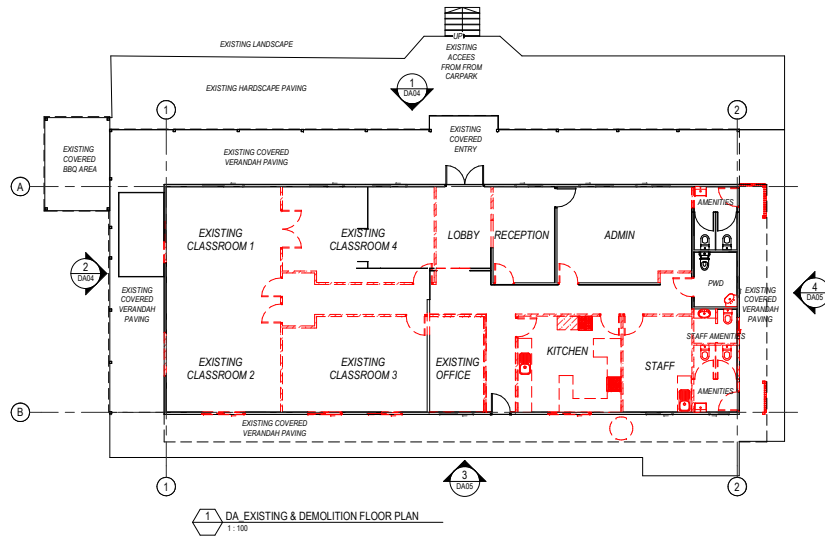 UP
EXISTING LANDSCAPE
EXISTING
ACCEES
FROM FROM
CARPARK
EXISTING HARDSCAPE PAVING
1
DA04
1
2
EXISTING
COVERED
ENTRY
EXISTING
COVERED
BBQ AREA
EXISTING COVERED
VERANDAH PAVING
A
AMENITIES
EXISTING
CLASSROOM 1
EXISTING
CLASSROOM 4
LOBBY
RECEPTION
ADMIN
2
DA04
PWD
4
DA05
EXISTING
COVERED
VERANDAH
PAVING
EXISTING
COVERED
VERANDAH
PAVING
STAFF AMENITIES
EXISTING
CLASSROOM 2
EXISTING
CLASSROOM 3
EXISTING
OFFICE
KITCHEN
STAFF
AMENITIES
B
EXISTING COVERED
VERANDAH PAVING
3
DA05
1
2
1
DA_EXISTING & DEMOLITION FLOOR PLAN
1 : 100